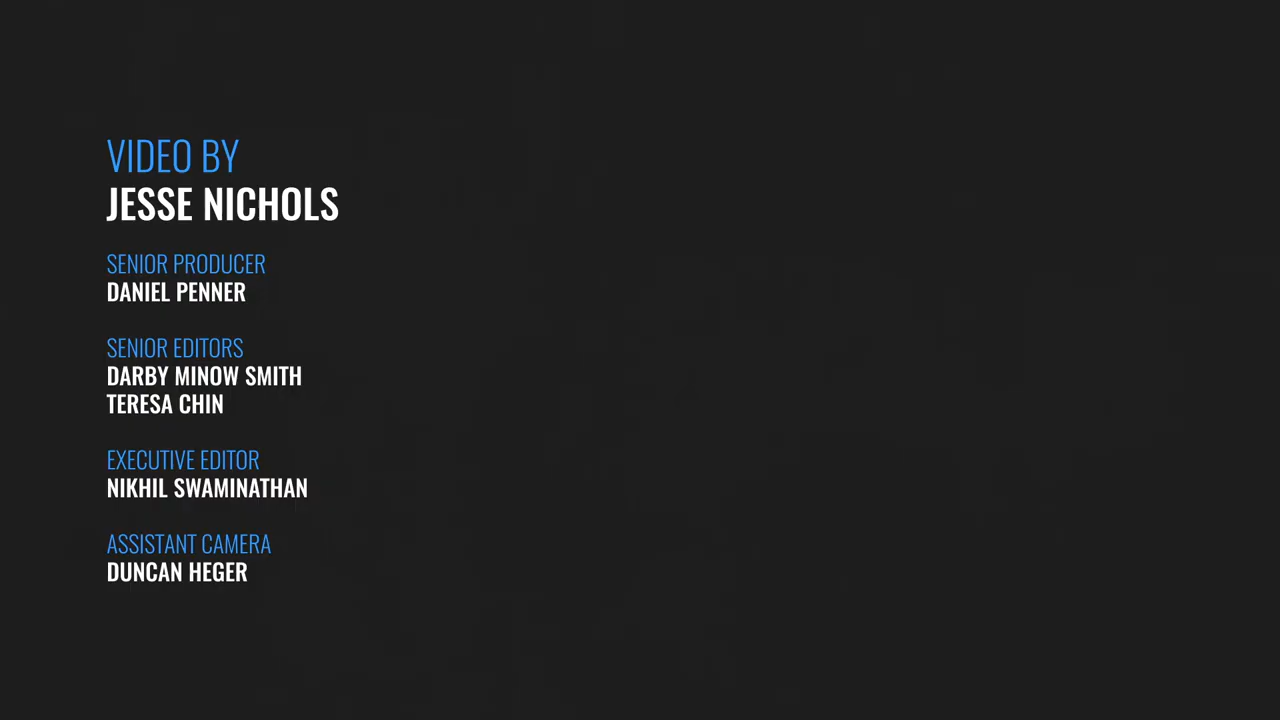 VIDEO BY
JESSE NICHOLS
SENIOR PRODUCER
DANIEL PENNER
SENIOR EDITORS
DARBY MINOW SMITH
TERESA CHIN
EXECUTIVE EDITOR
NIKHIL SWAMINATHAN
ASSISTANT CAMERA
DUNCAN HEGER